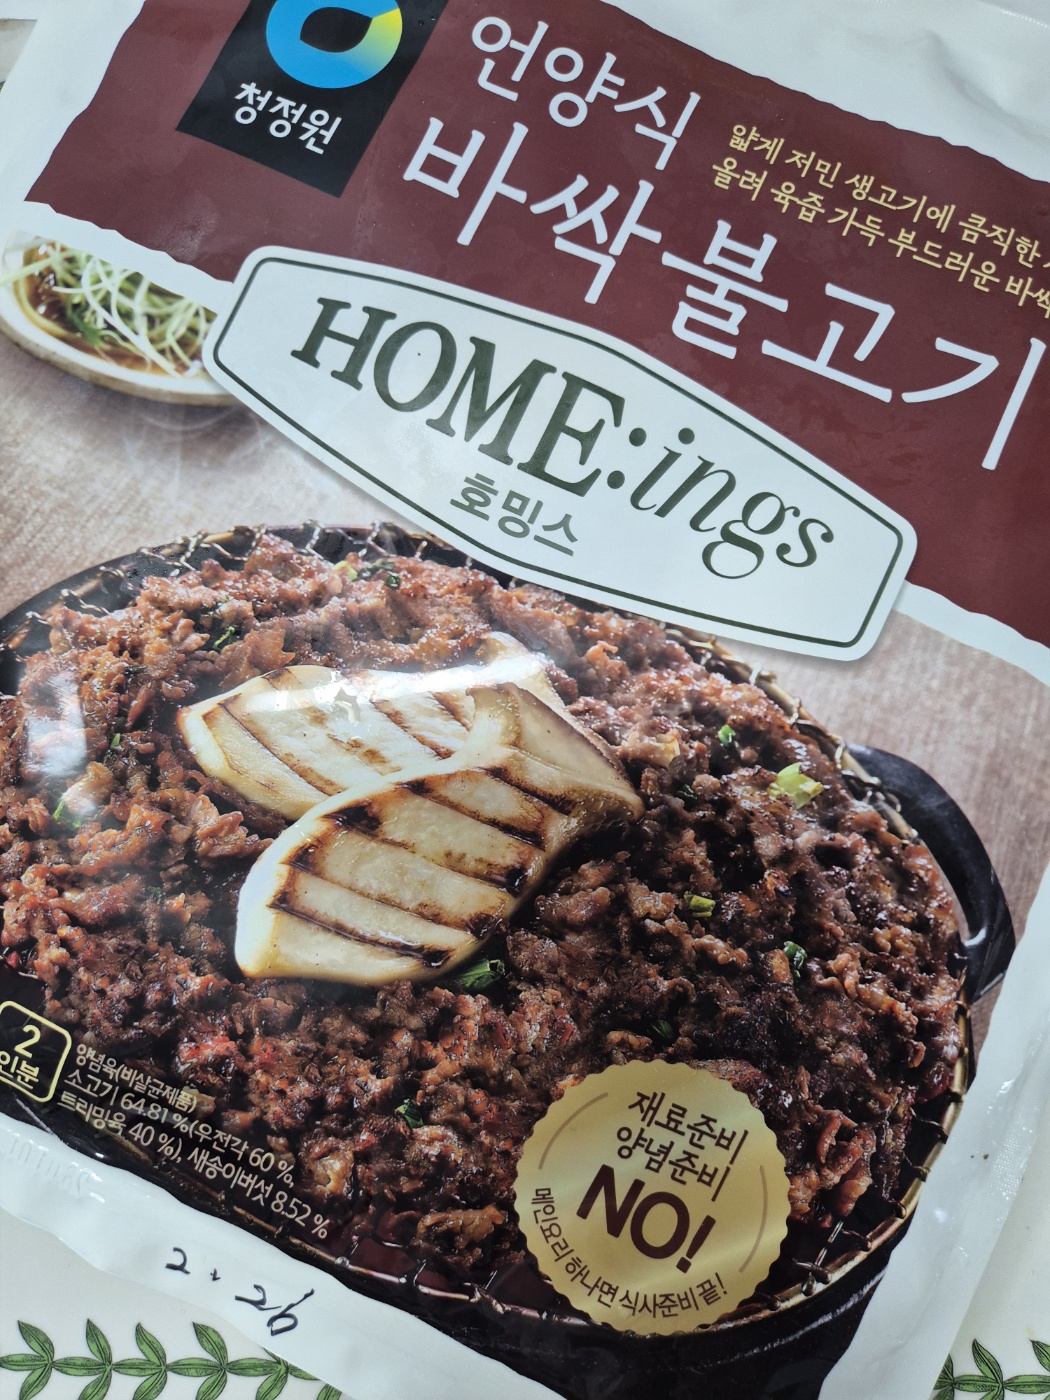 청정원
언양식
바싹불고기
얇게 저민 생고기에 큼직한
올려 육즙 가득 부드러운 바싹
HOME:ings
호밍스
2
인분
양념육(비살균제품)
소고기 64.81 %(우전각 60 %,
트리밍육 40 %), 새송이버섯 8.52 %
재료준비
양념준비
NO!
메인요리 하나면 식사준비 끝!
2. 26